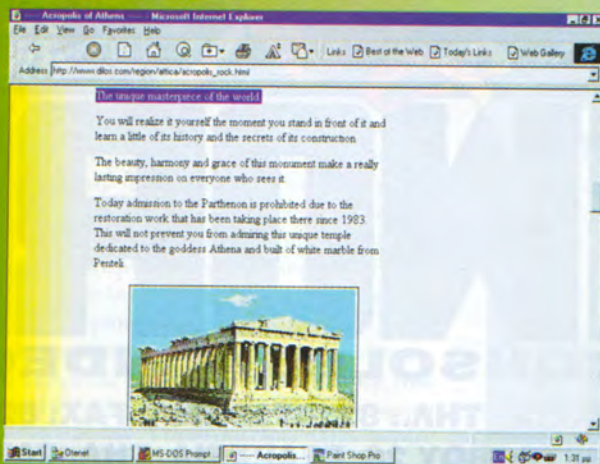 ---- Acropolis of Athens ---- - Microsoft Internet Explorer
File Edit View Go Favorites Help
Links Best of the Web Today's Links Web Gallery
Address http://www.dilos.com/region/attica/acropolis_rock.html
The unique masterpiece of the world.
You will realize it yourself the moment you stand in front of it and
learn a little of its history and the secrets of its construction.
The beauty, harmony and grace of this monument make a really
lasting impression on everyone who sees it.
Today admission to the Parthenon is prohibited due to the
restoration work that has been taking place there since 1983.
This will not prevent you from admiring this unique temple
dedicated to the goddess Athena and built of white marble from
Penteli.
Start Otenet MS-DOS Prompt ---- Acropolis... Paint Shop Pro En 1:31 μμ